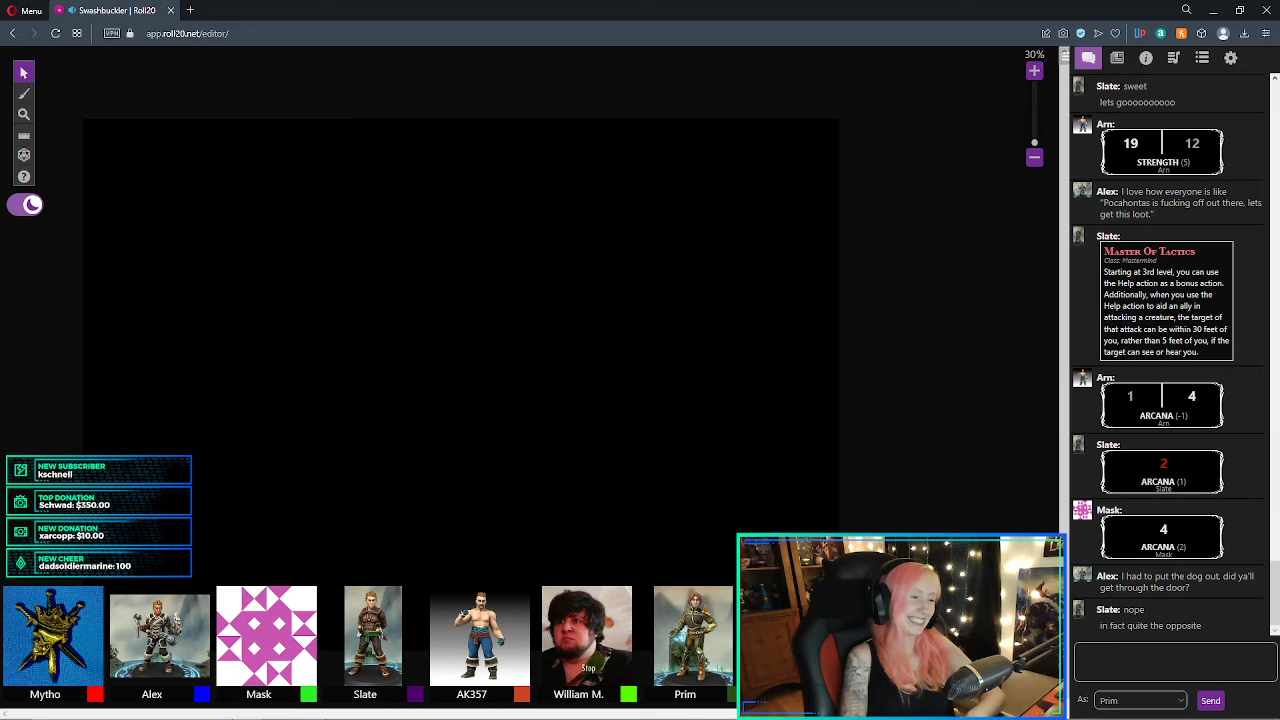 Menu
Swashbuckler | Roll20
VPN
app.roll20.net/editor/
30%
Slate: sweet
lets goooooooooo
Arn:
19 12
STRENGTH (5)
Arn
Alex: I love how everyone is like
"Pocahontas is fucking off out there, lets
get this loot."
Slate:
MASTER OF TACTICS
Class: Mastermind
Starting at 3rd level, you can use
the Help action as a bonus action.
Additionally, when you use the
Help action to aid an ally in
attacking a creature, the target of
that attack can be within 30 feet of
you, rather than 5 feet of you, if the
target can see or hear you.
Arn:
1 4
ARCANA (-1)
Arn
Slate:
2
ARCANA (1)
Slate
Mask:
4
ARCANA (2)
Mask
Alex: I had to put the dog out. did ya'll
get though the door?
Slate: nope
in fact quite the opposite
As: Prim
Send
NEW SUBSCRIBER
kschnell
TOP DONATION
Schwad: $350.00
NEW DONATION
xarcopp: $10.00
NEW CHEER
dadsoldiermarine: 100
Stop
Mytho
Alex
Mask
Slate
AK357
William M.
Prim